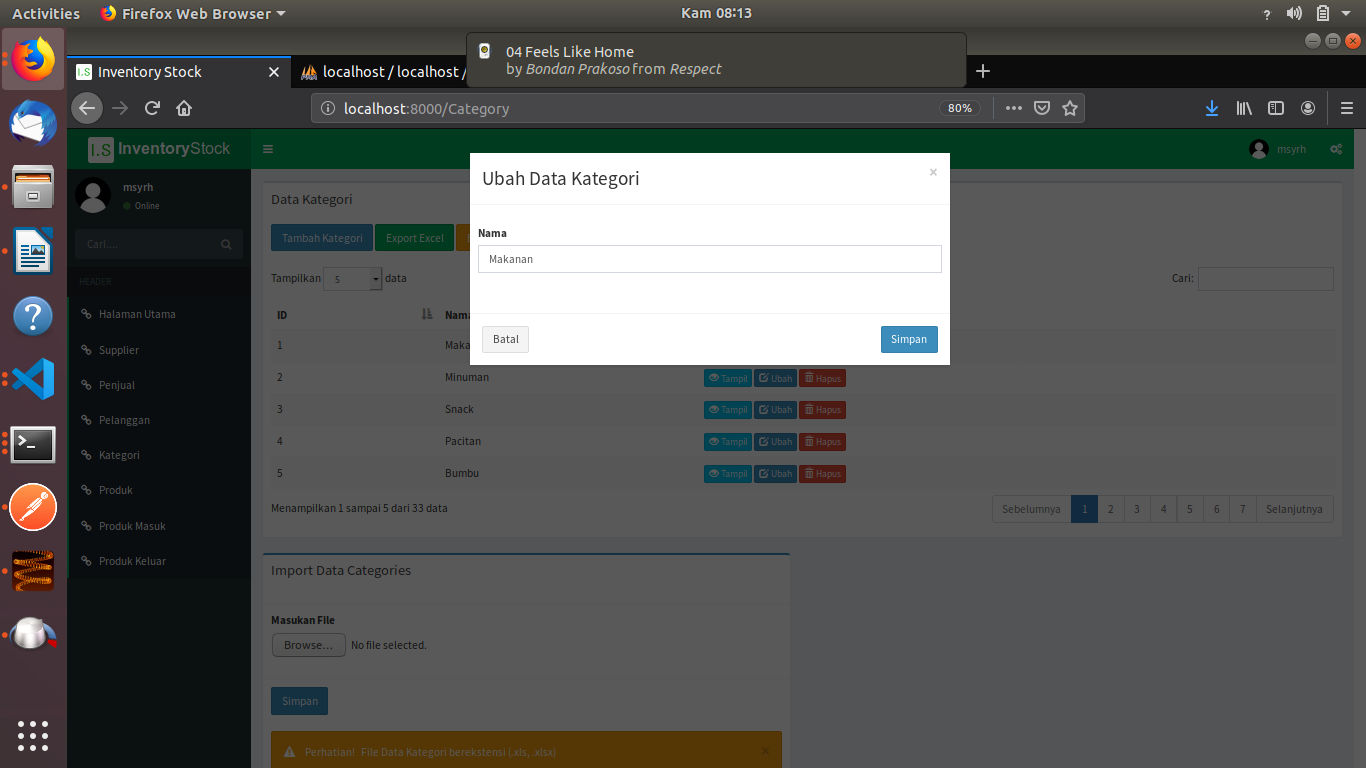 Activities Firefox Web Browser Kam 08:13
04 Feels Like Home
by Bondan Prakoso from Respect
Inventory Stock localhost / localhost /
localhost:8000/Category 80%
I.S InventoryStock msyrh
msyrh
Online
Cari....
HEADER
Halaman Utama
Supplier
Penjual
Pelanggan
Kategori
Produk
Produk Masuk
Produk Keluar
Ubah Data Kategori ×
Nama
Makanan
Batal Simpan
Data Kategori
Tambah Kategori Export Excel
Tampilkan 5 data Cari:
ID Nama
1
2 Minuman Tampil Ubah Hapus
3 Snack Tampil Ubah Hapus
4 Pacitan Tampil Ubah Hapus
5 Bumbu Tampil Ubah Hapus
Menampilkan 1 sampai 5 dari 33 data Sebelumnya 1 2 3 4 5 6 7 Selanjutnya
Import Data Categories
Masukan File
Browse... No file selected.
Simpan
Perhatian! File Data Kategori berekstensi (.xls, .xlsx) ×